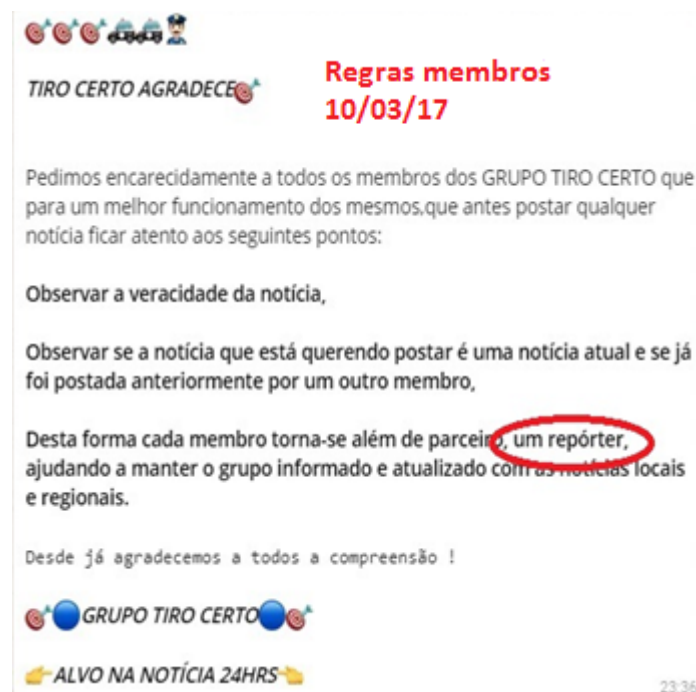 🎯🎯🎯🚓🚓👮
TIRO CERTO AGRADECE🎯
Regras membros
10/03/17
Pedimos encarecidamente a todos os membros dos GRUPO TIRO CERTO que
para um melhor funcionamento dos mesmos,que antes postar qualquer
notícia ficar atento aos seguintes pontos:
Observar a veracidade da notícia,
Observar se a notícia que está querendo postar é uma notícia atual e se já
foi postada anteriormente por um outro membro,
Desta forma cada membro torna-se além de parceiro, um repórter,
ajudando a manter o grupo informado e atualizado com as notícias locais
e regionais.
Desde já agradecemos a todos a compreensão !
🎯🔵GRUPO TIRO CERTO🔵🎯
👉ALVO NA NOTÍCIA 24HRS👈
23:36